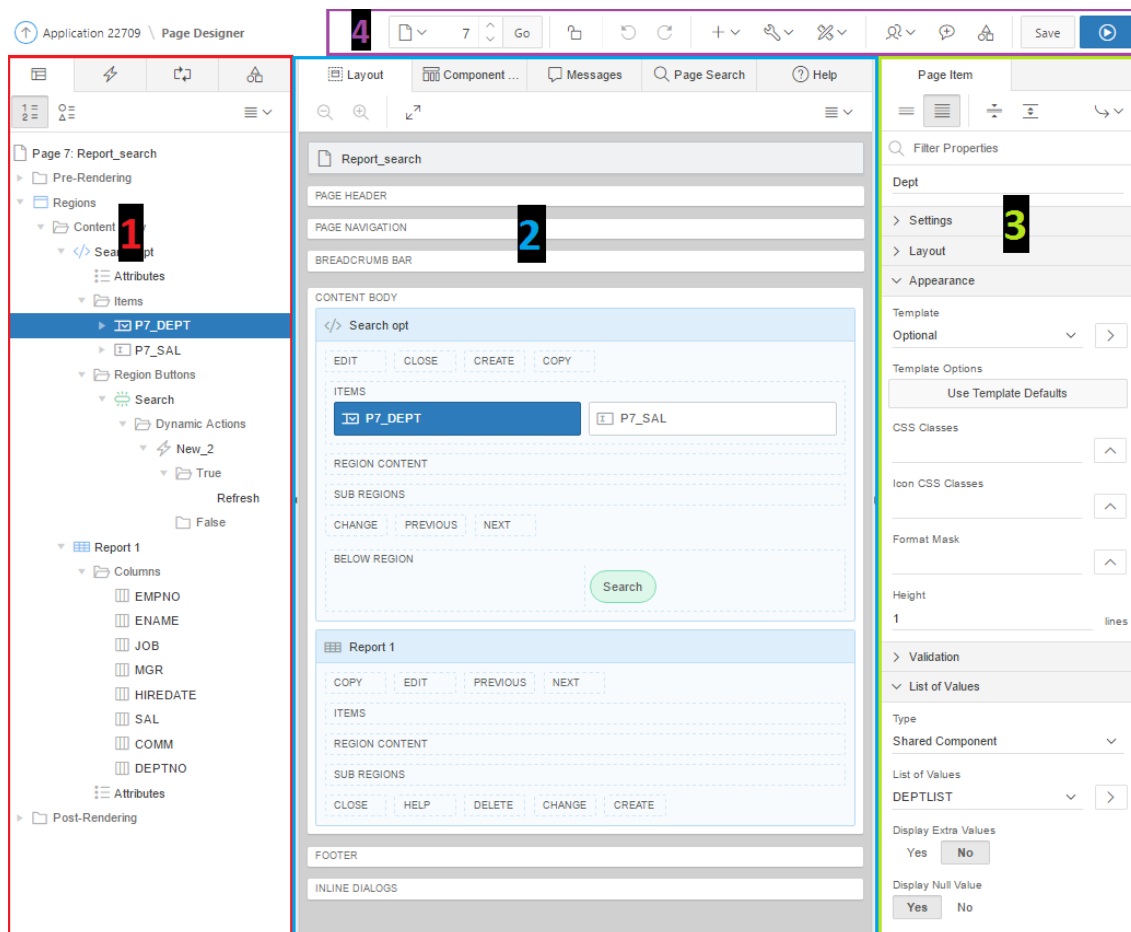 Application 22709 \ Page Designer
4
7
Go
Save
1
2
Page 7: Report_search
Pre-Rendering
Regions
Content
1
Sear opt
Attributes
Items
P7_DEPT
P7_SAL
Region Buttons
Search
Dynamic Actions
New_2
True
Refresh
False
Report 1
Columns
EMPNO
ENAME
JOB
MGR
HIREDATE
SAL
COMM
DEPTNO
Attributes
Post-Rendering
Layout
Component ...
Messages
Page Search
? Help
Report_search
PAGE HEADER
PAGE NAVIGATION
2
BREADCRUMB BAR
CONTENT BODY
</> Search opt
EDIT CLOSE CREATE COPY
ITEMS
P7_DEPT
P7_SAL
REGION CONTENT
SUB REGIONS
CHANGE PREVIOUS NEXT
BELOW REGION
Search
Report 1
COPY EDIT PREVIOUS NEXT
ITEMS
REGION CONTENT
SUB REGIONS
CLOSE HELP DELETE CHANGE CREATE
FOOTER
INLINE DIALOGS
Page Item
Filter Properties
Dept
Settings
3
Layout
Appearance
Template
Optional
Template Options
Use Template Defaults
CSS Classes
Icon CSS Classes
Format Mask
Height
1 lines
Validation
List of Values
Type
Shared Component
List of Values
DEPTLIST
Display Extra Values
Yes No
Display Null Value
Yes No